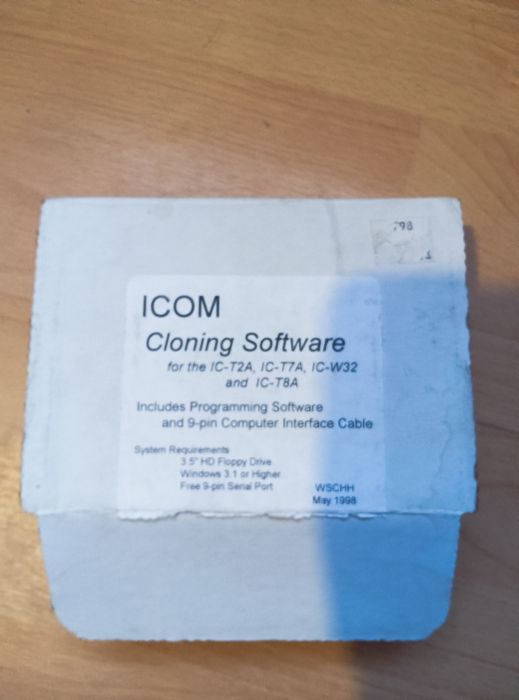 798
ICOM
Cloning Software
for the IC-T2A, IC-T7A, IC-W32
and IC-T8A
Includes Programming Software
and 9-pin Computer Interface Cable
System Requirements
3.5" HD Floppy Drive
Windows 3.1 or Higher
Free 9-pin Serial Port
WSCHH
May 1998